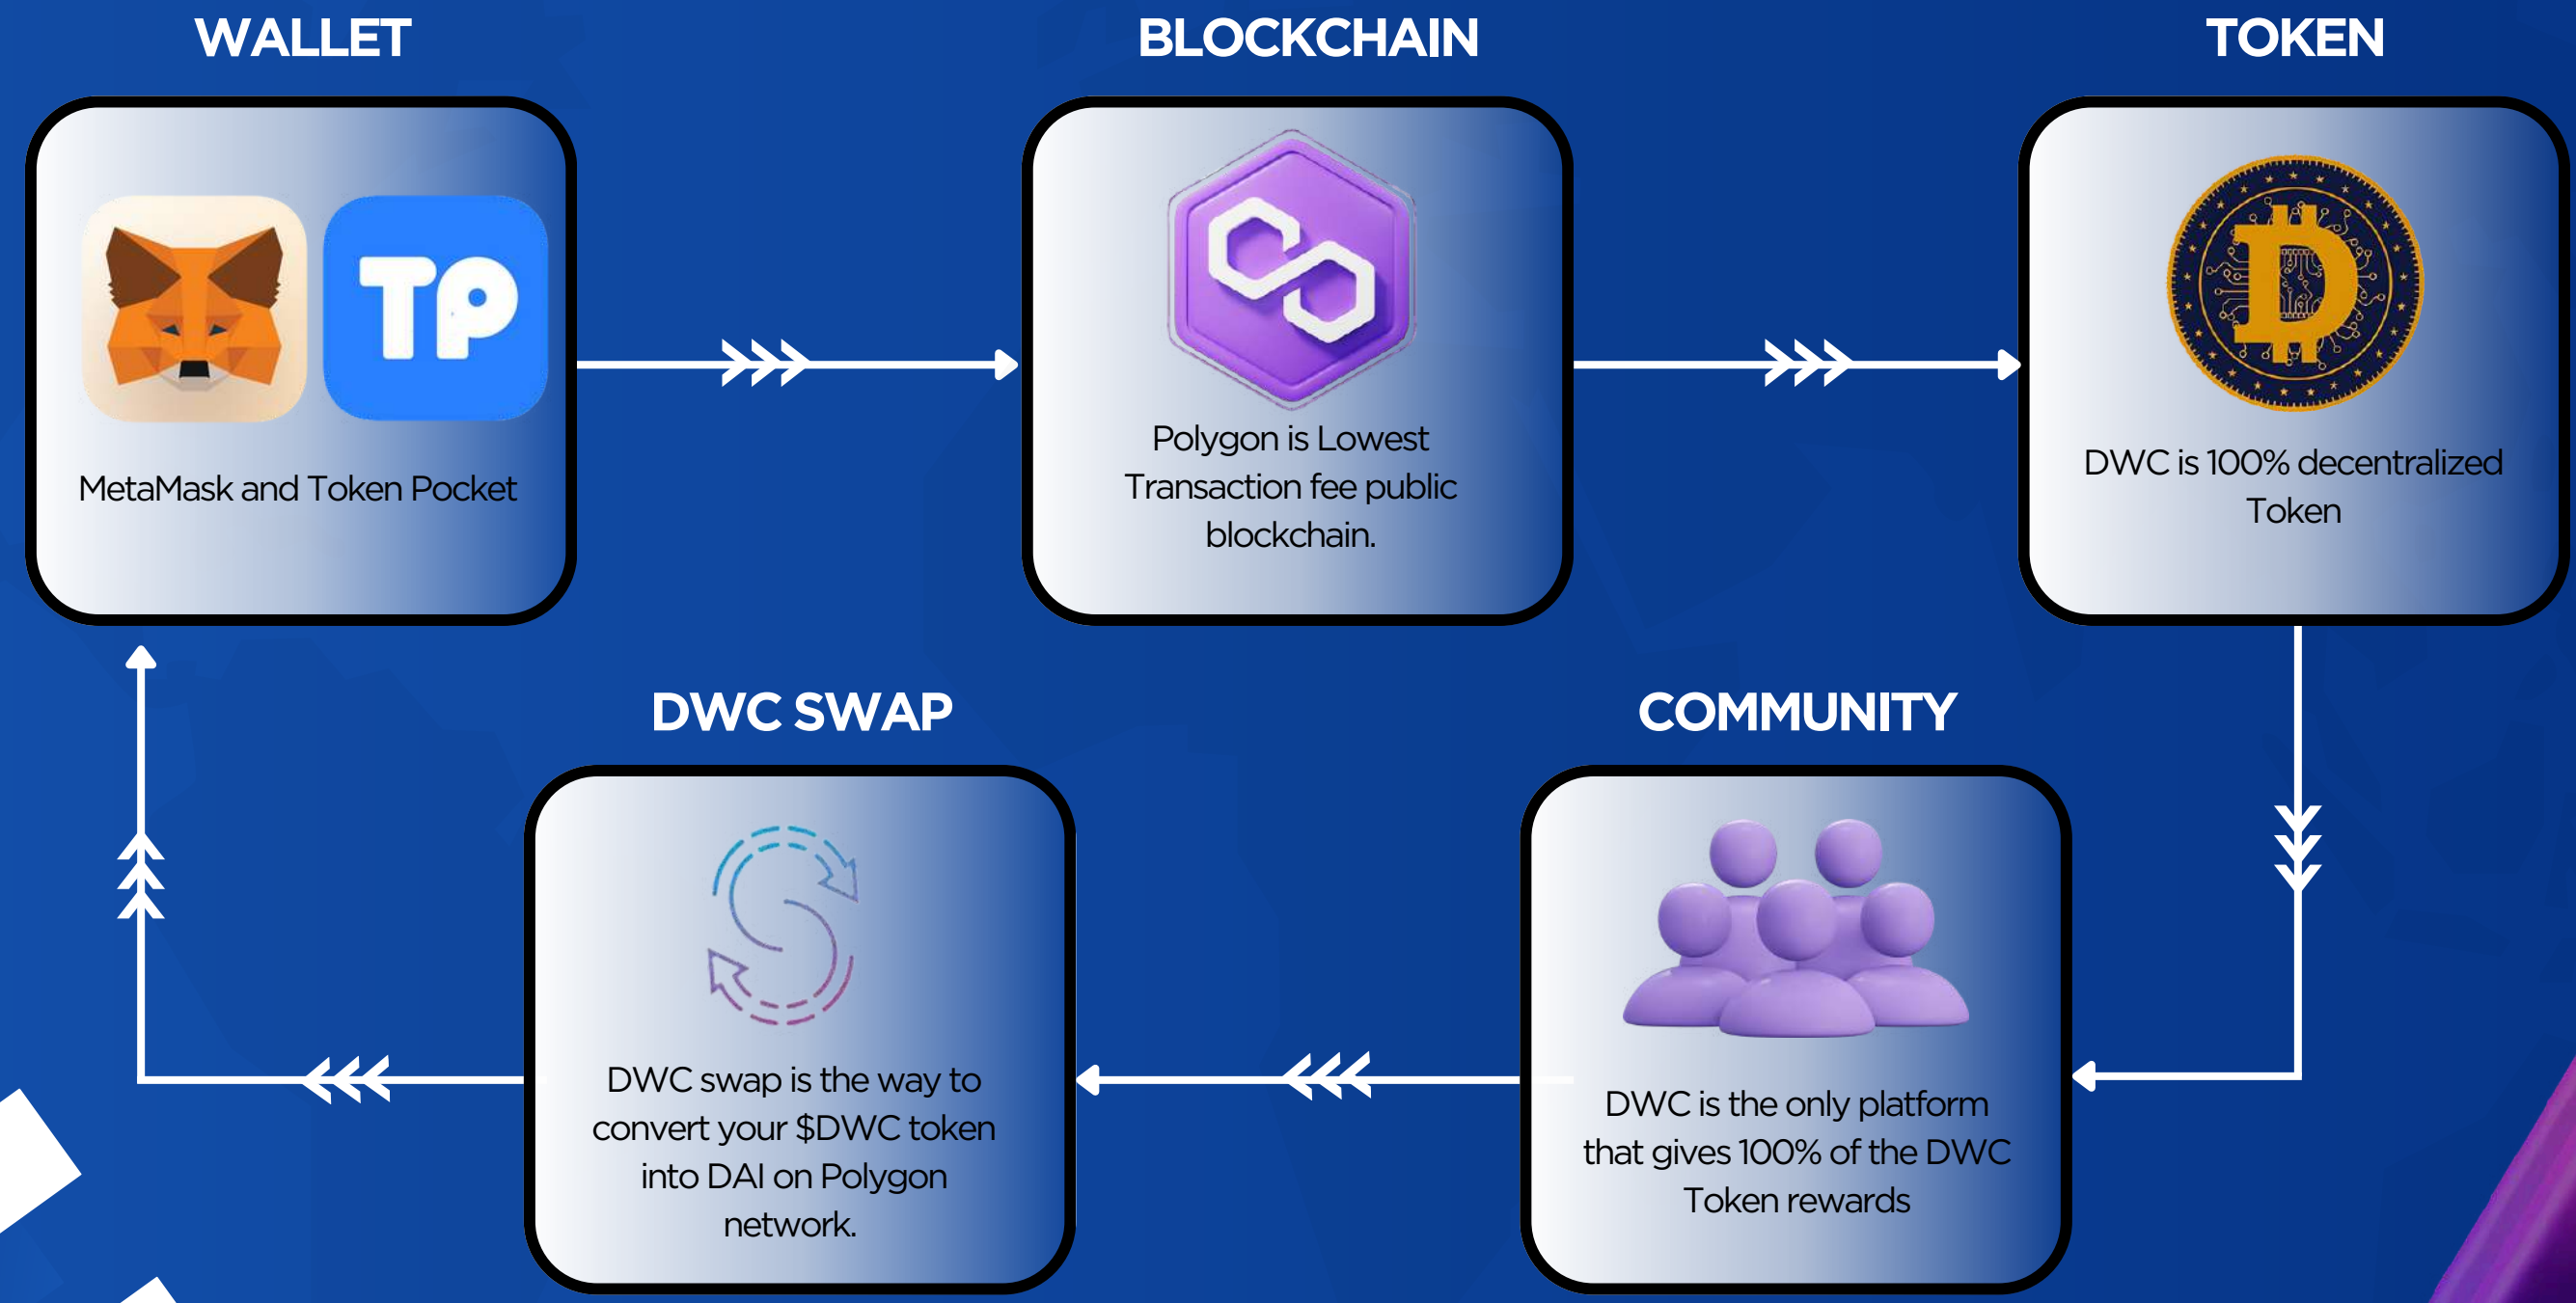 WALLET
BLOCKCHAIN
TOKEN
TP
MetaMask and Token Pocket
Polygon is Lowest
Transaction fee public
blockchain.
DWC is 100% decentralized
Token
DWC SWAP
COMMUNITY
DWC swap is the way to
convert your $DWC token
into DAI on Polygon
network.
DWC is the only platform
that gives 100% of the DWC
Token rewards